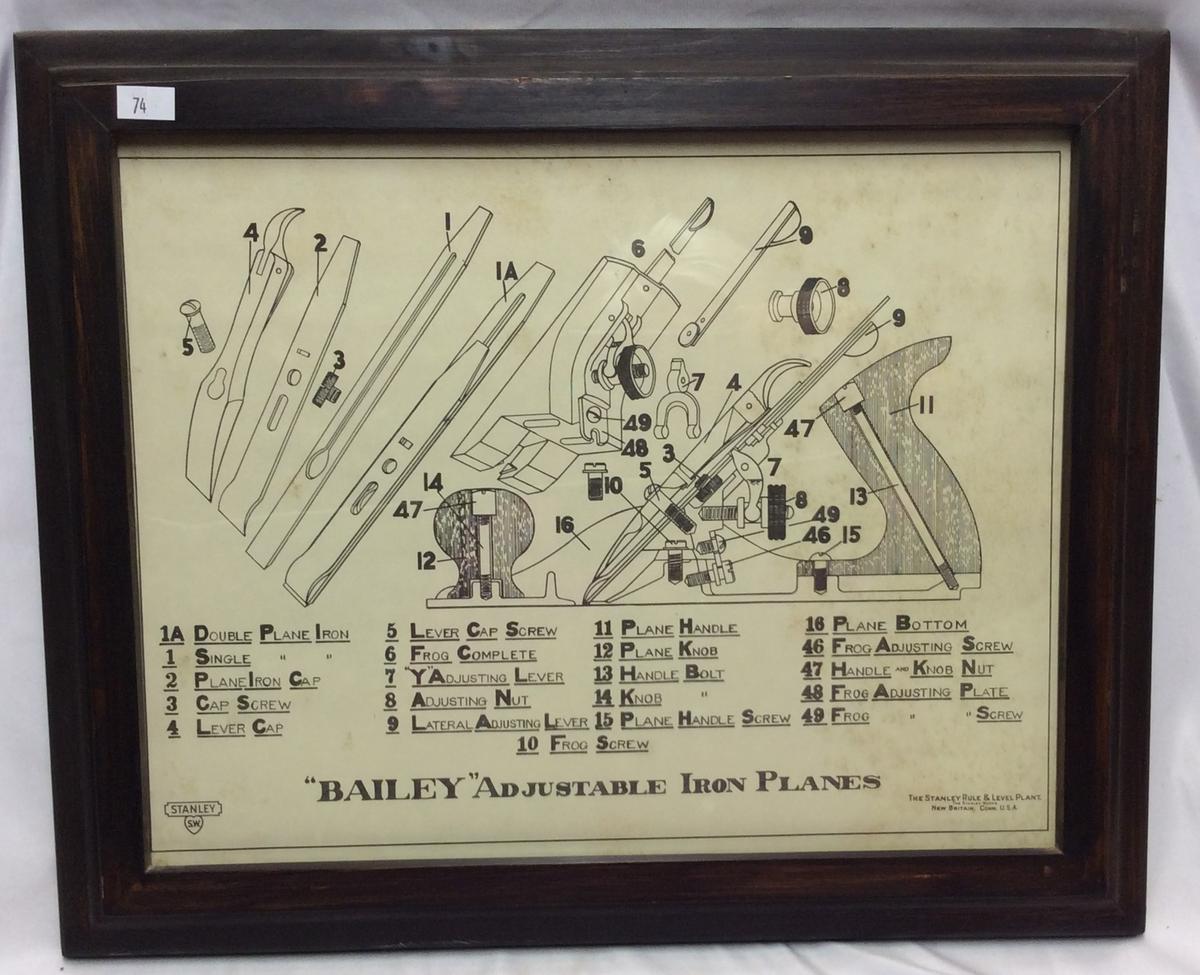 74
4
2
1
1A
6
9
8
5
3
9
7
4
11
49
48
47
3
14
10
5
7
47
13
8
49
16
46 15
12
1A DOUBLE PLANE IRON
1 SINGLE " "
2 PLANE IRON CAP
3 CAP SCREW
4 LEVER CAP
5 LEVER CAP SCREW
6 FROG COMPLETE
7 "Y" ADJUSTING LEVER
8 ADJUSTING NUT
9 LATERAL ADJUSTING LEVER
10 FROG SCREW
11 PLANE HANDLE
12 PLANE KNOB
13 HANDLE BOLT
14 KNOB "
15 PLANE HANDLE SCREW
16 PLANE BOTTOM
46 FROG ADJUSTING SCREW
47 HANDLE AND KNOB NUT
48 FROG ADJUSTING PLATE
49 FROG " " SCREW
"BAILEY" ADJUSTABLE IRON PLANES
STANLEY
S.W.
THE STANLEY RULE & LEVEL PLANT.
THE STANLEY WORKS
NEW BRITAIN, CONN. U.S.A.